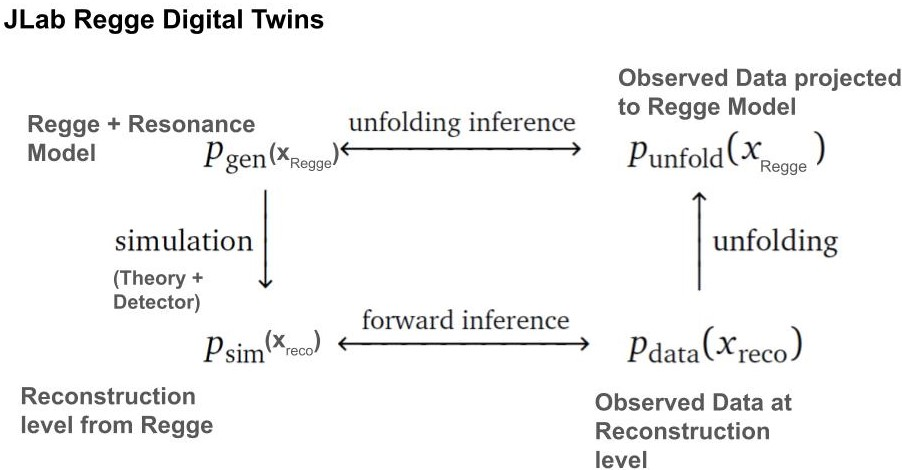 JLab Regge Digital Twins
Observed Data projected
to Regge Model
Regge + Resonance
Model
unfolding inference
p_gen(x_Regge)
p_unfold(x_Regge)
simulation
(Theory +
Detector)
unfolding
forward inference
p_sim(x_reco)
p_data(x_reco)
Reconstruction
level from Regge
Observed Data at
Reconstruction
level